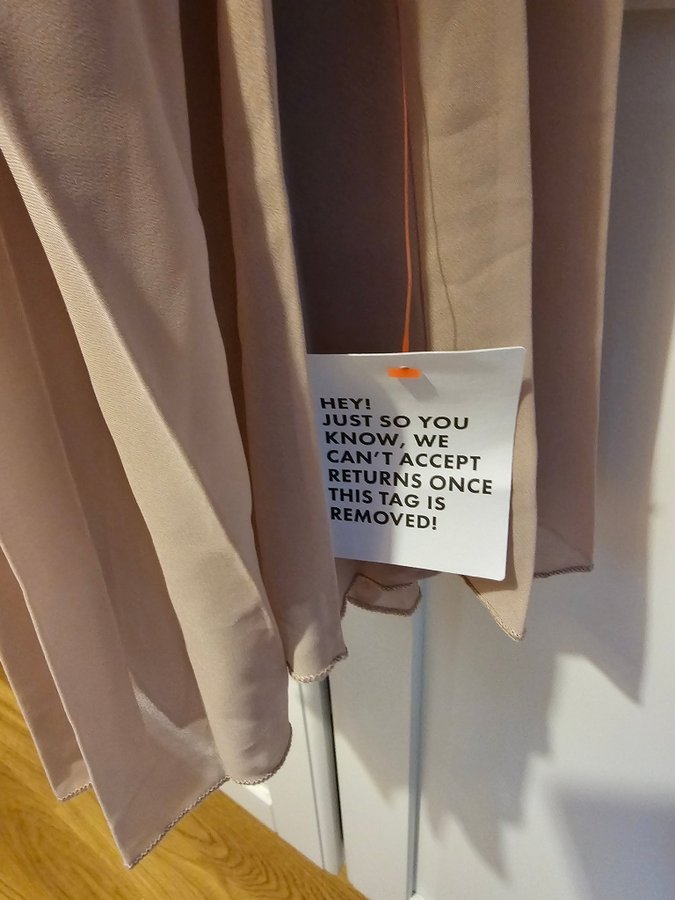 HEY!
JUST SO YOU
KNOW, WE
CAN'T ACCEPT
RETURNS ONCE
THIS TAG IS
REMOVED!